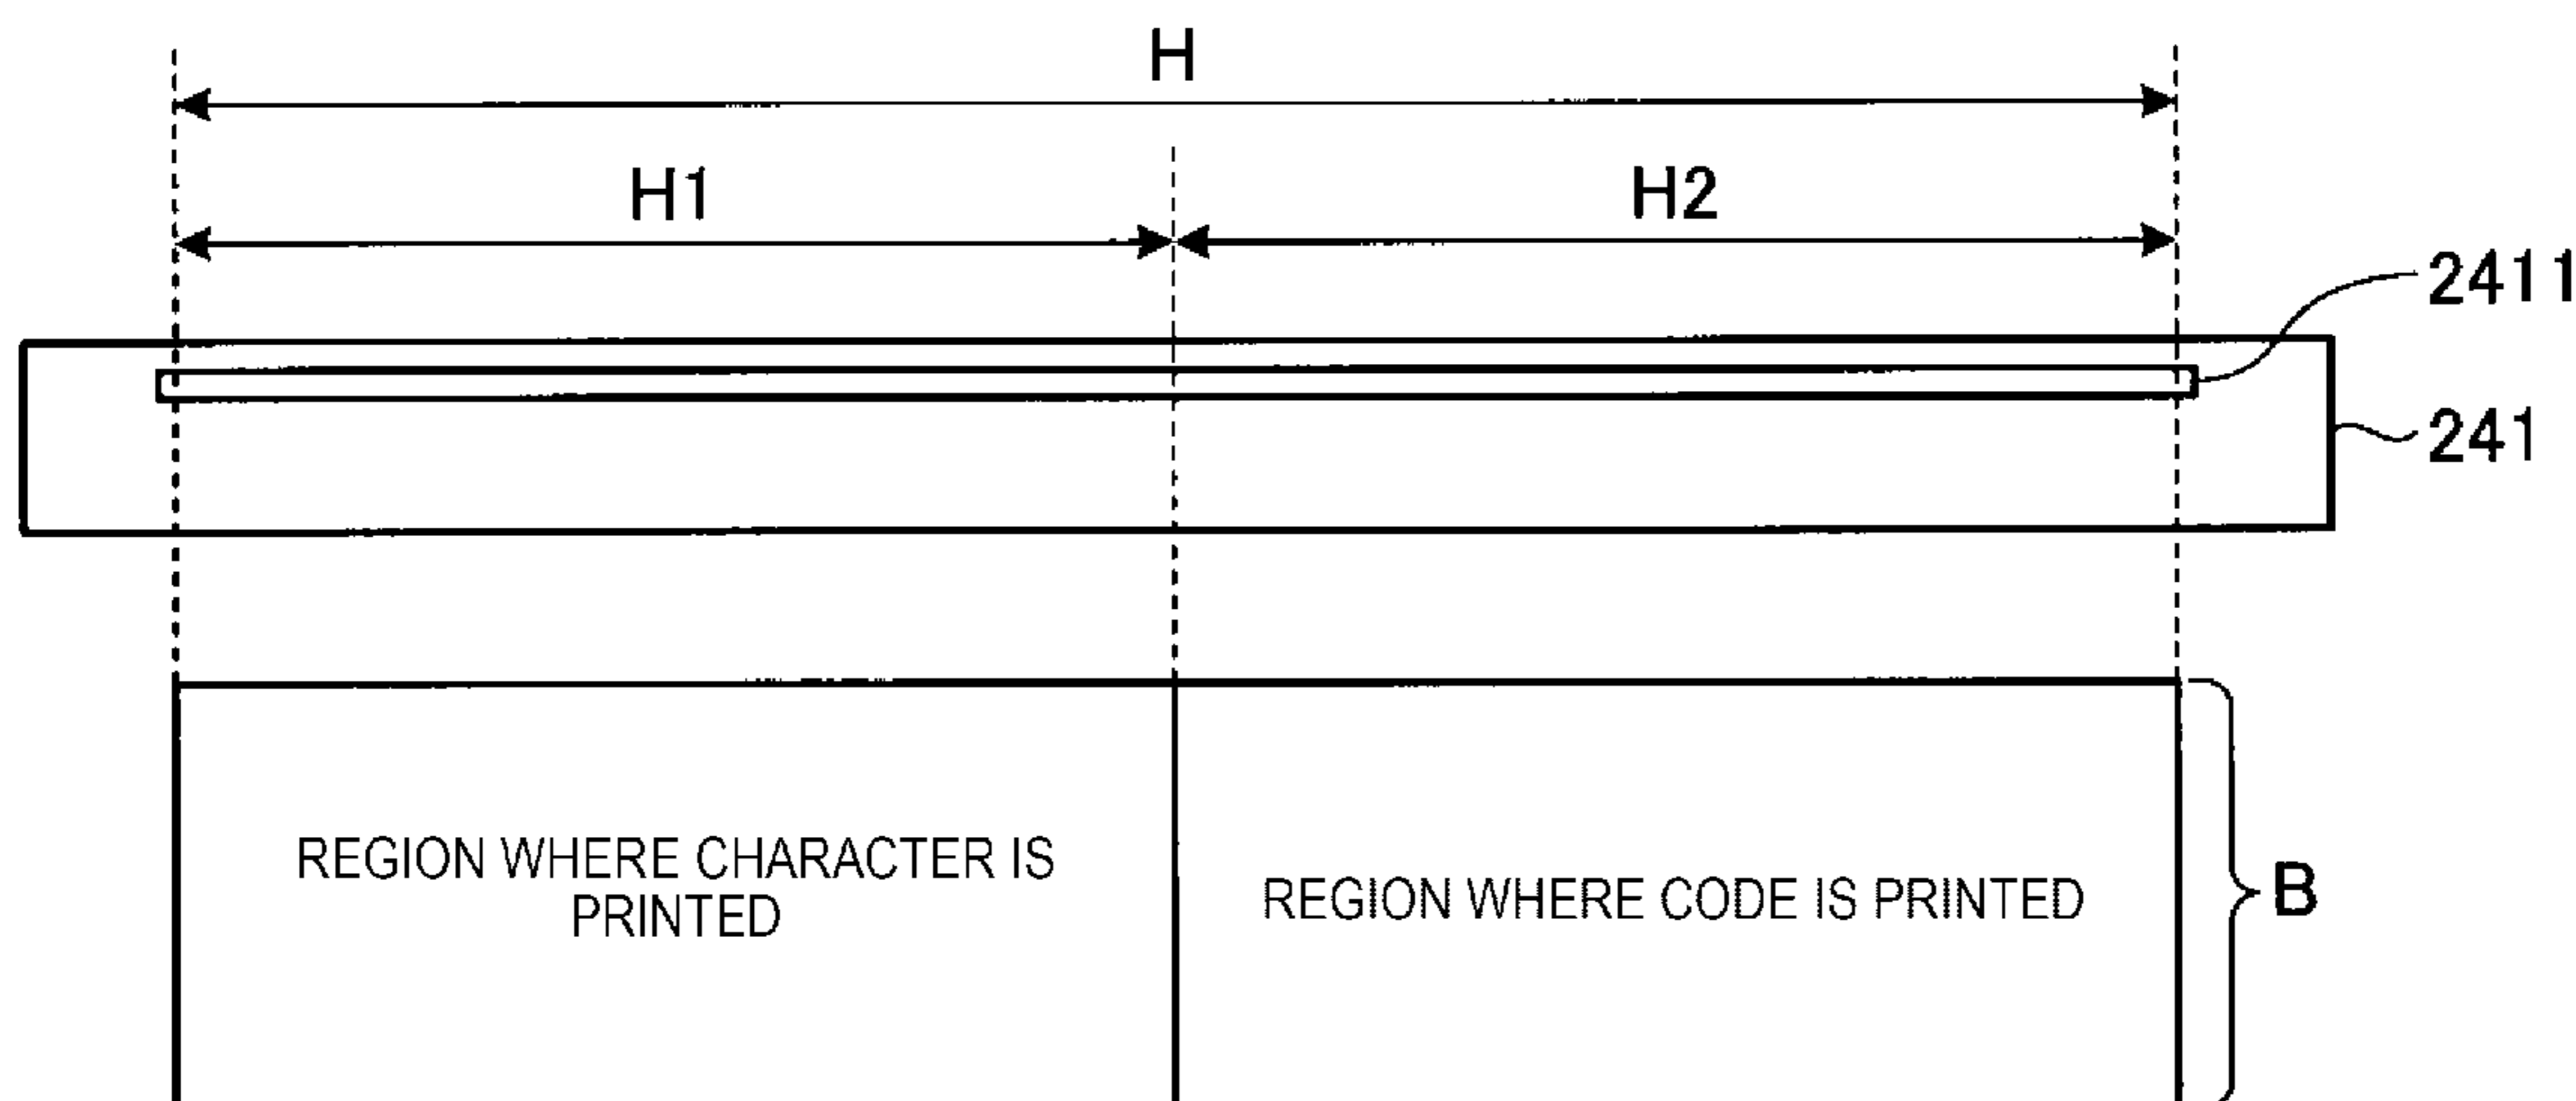 H
H1
H2
2411
241
REGION WHERE CHARACTER IS
PRINTED
REGION WHERE CODE IS PRINTED
B